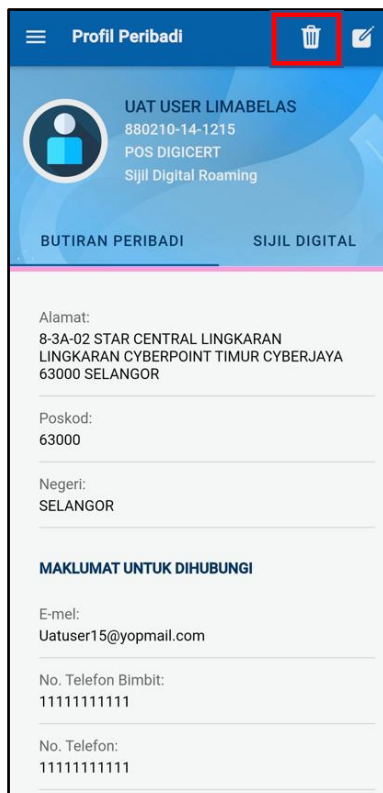 Profil Peribadi
UAT USER LIMABELAS
880210-14-1215
POS DIGICERT
Sijil Digital Roaming
BUTIRAN PERIBADI SIJIL DIGITAL
Alamat:
8-3A-02 STAR CENTRAL LINGKARAN
LINGKARAN CYBERPOINT TIMUR CYBERJAYA
63000 SELANGOR
Poskod:
63000
Negeri:
SELANGOR
MAKLUMAT UNTUK DIHUBUNGI
E-mel:
Uatuser15@yopmail.com
No. Telefon Bimbit:
11111111111
No. Telefon:
11111111111